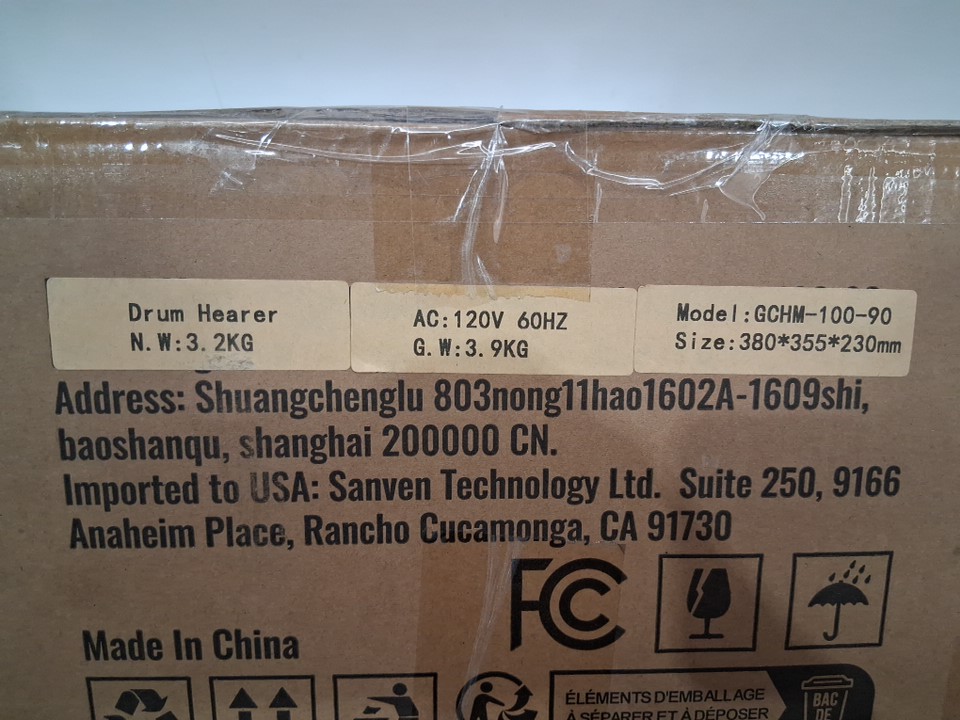 Drum Hearer
N.W:3.2KG
AC:120V 60HZ
G.W:3.9KG
Model:GCHM-100-90
Size:380*355*230mm
Address: Shuangchenglu 803nong11hao1602A-1609shi,
baoshanqu, shanghai 200000 CN.
Imported to USA: Sanven Technology Ltd. Suite 250, 9166
Anaheim Place, Rancho Cucamonga, CA 91730
FC
Made In China
ÉLÉMENTS D'EMBALLAGE
À SÉPARER ET À DÉPOSER
BAC
DE